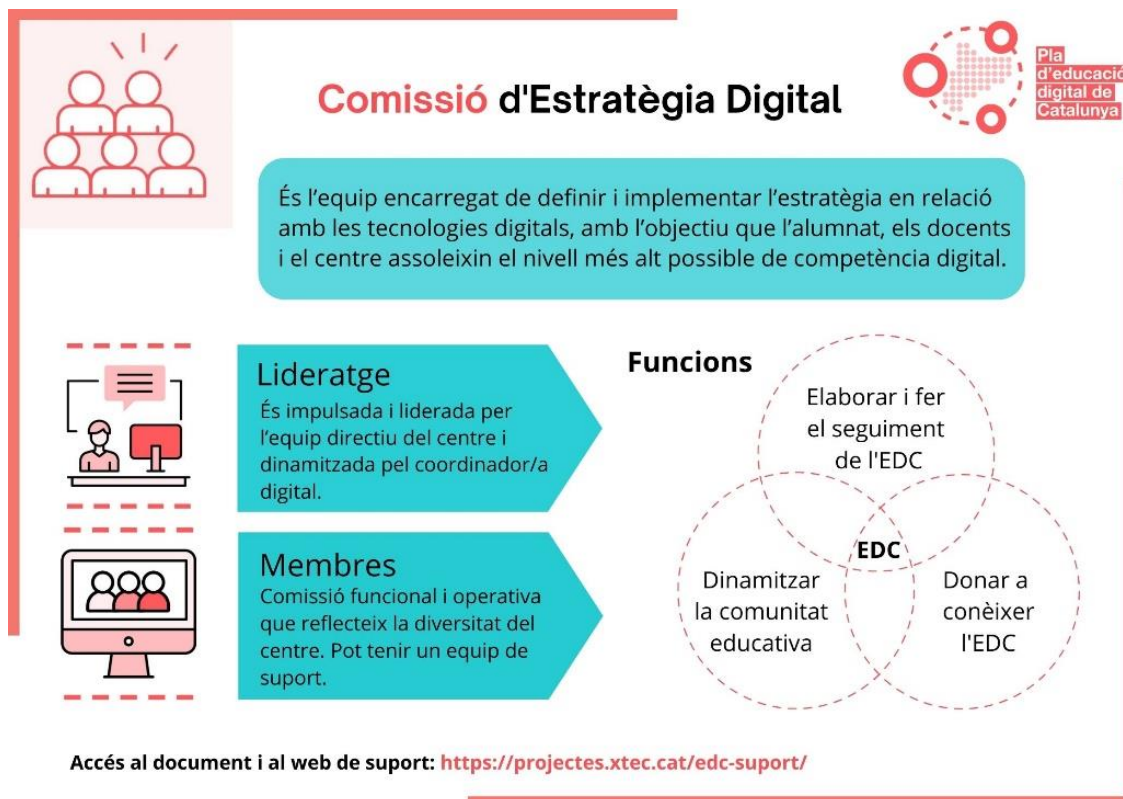 Comissió d'Estratègia Digital
Pla
d'educació
digital de
Catalunya
És l'equip encarregat de definir i implementar l'estratègia en relació
amb les tecnologies digitals, amb l'objectiu que l'alumnat, els docents
i el centre assoleixin el nivell més alt possible de competència digital.
Lideratge
És impulsada i liderada per
l'equip directiu del centre i
dinamitzada pel coordinador/a
digital.
Membres
Comissió funcional i operativa
que reflecteix la diversitat del
centre. Pot tenir un equip de
suport.
Funcions
Elaborar i fer
el seguiment
de l'EDC
EDC
Dinamitzar
la comunitat
educativa
Donar a
conèixer
l'EDC
Accés al document i al web de suport: https://projectes.xtec.cat/edc-suport/